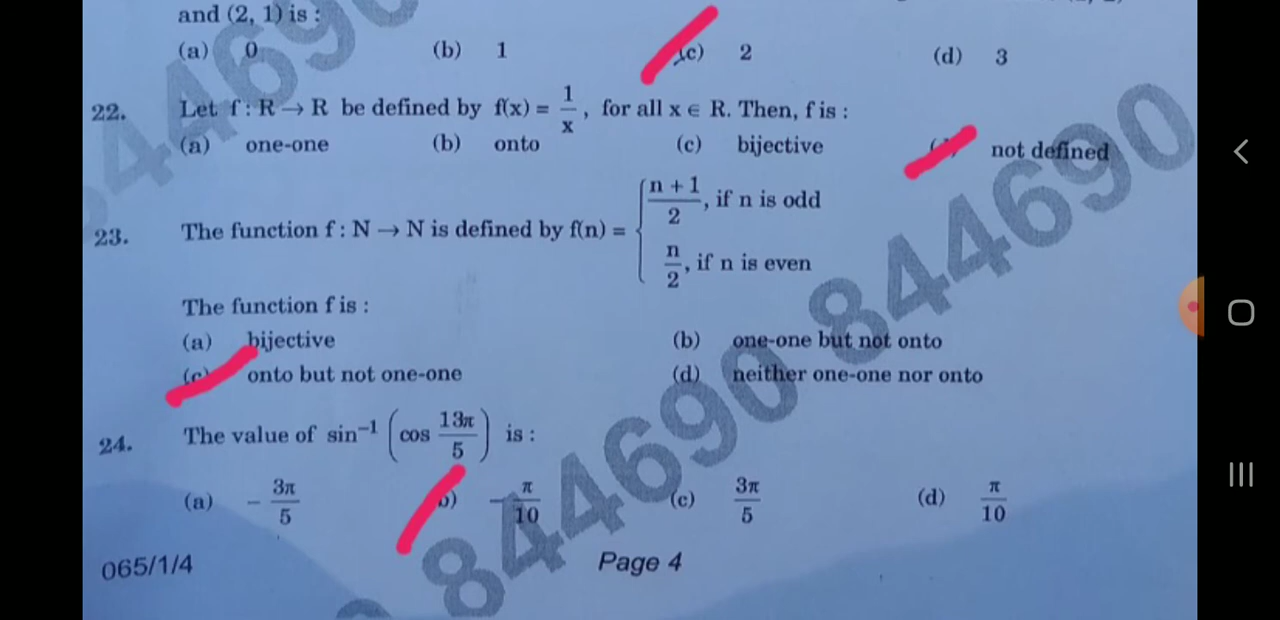 and (2, 1) is :
(a) 0 (b) 1 (c) 2 (d) 3
22. Let f : R → R be defined by f(x) = 1/x , for all x ∈ R. Then, f is :
(a) one-one (b) onto (c) bijective not defined
23. The function f : N → N is defined by f(n) = { n + 1 / 2 , if n is odd
n / 2 , if n is even
The function f is :
(a) bijective (b) one-one but not onto
(c) onto but not one-one (d) neither one-one nor onto
24. The value of sin⁻¹ (cos 13π/5) is :
(a) − 3π/5 b) − π/10 (c) 3π/5 (d) π/10
065/1/4 Page 4
844690 844690 844690